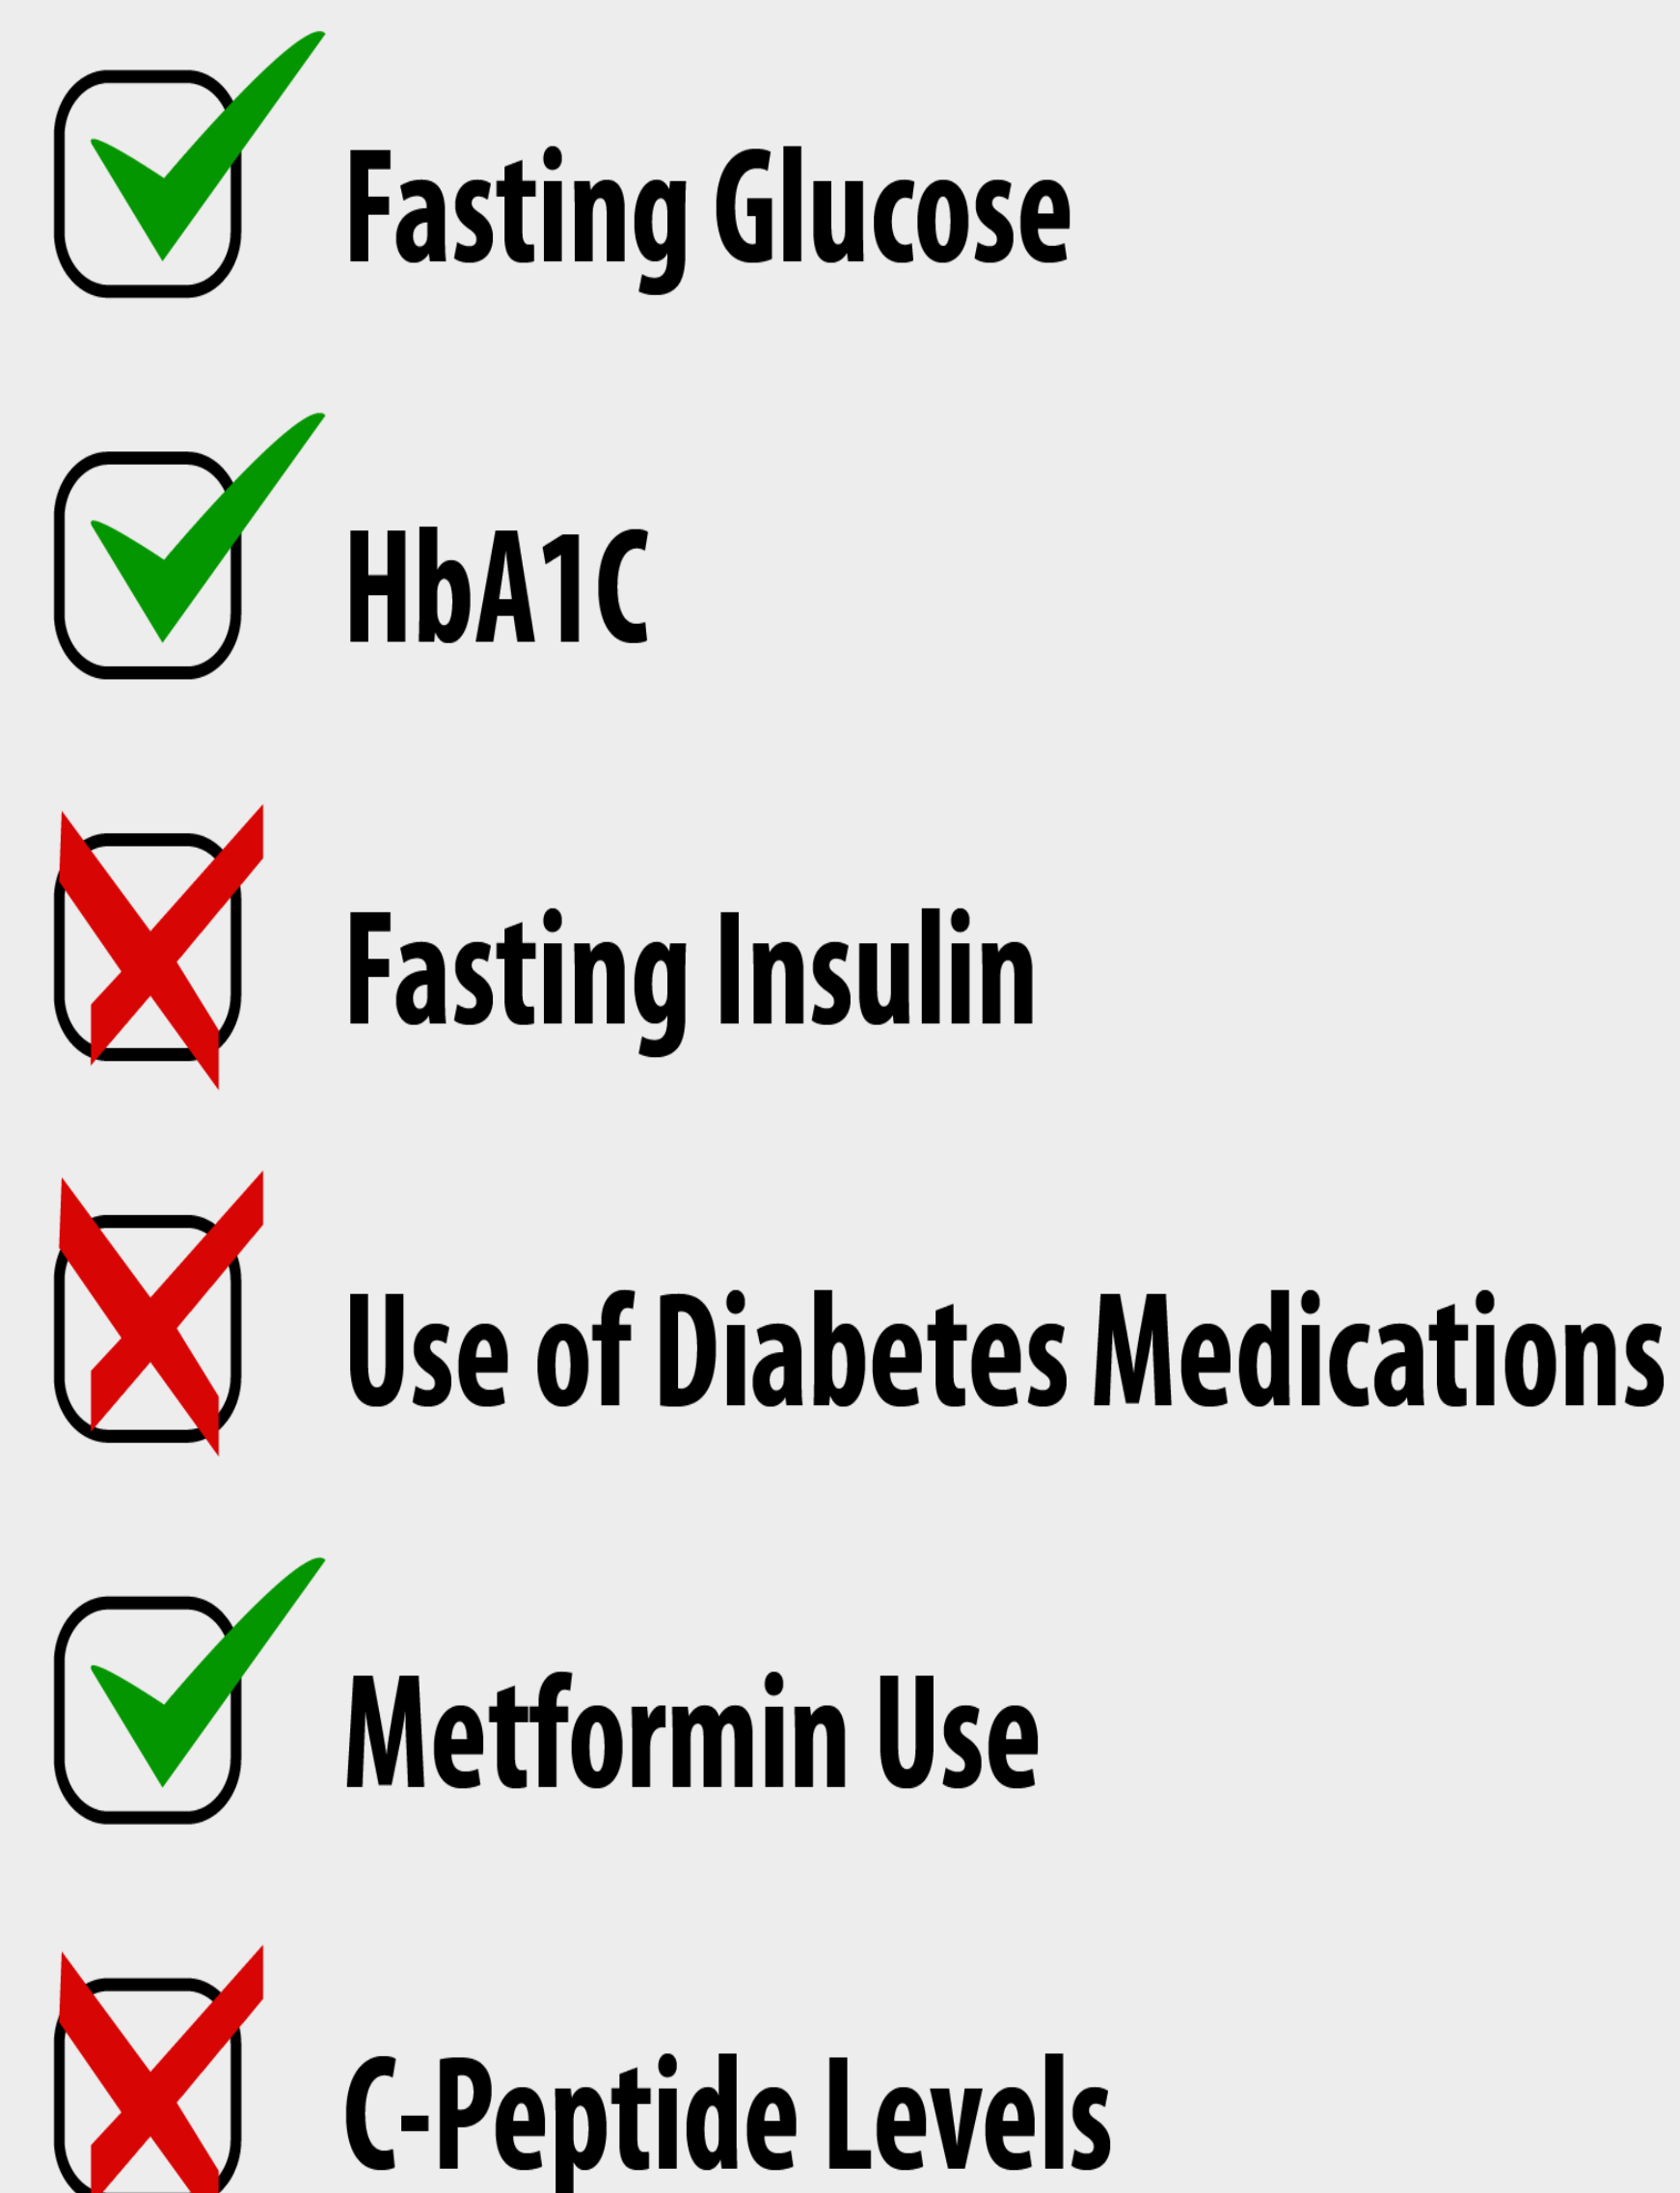 Fasting Glucose
HbA1C
Fasting Insulin
Use of Diabetes Medications
Metformin Use
C-Peptide Levels